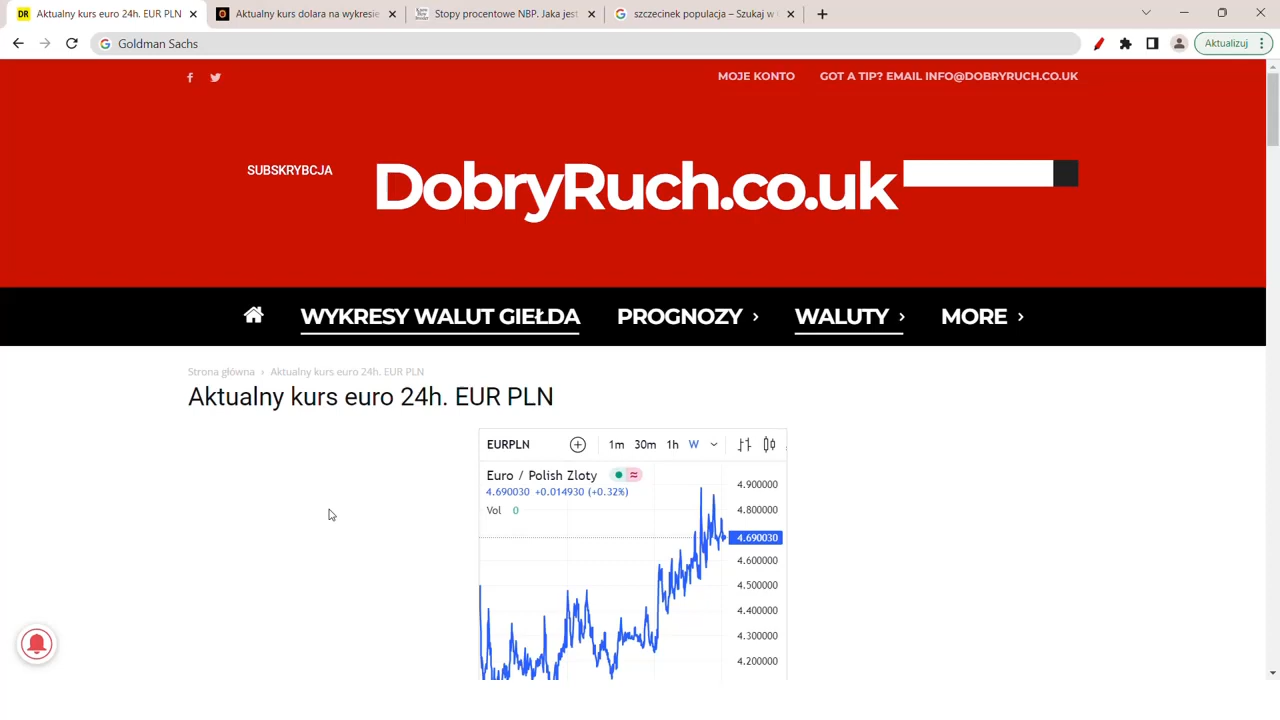 Aktualny kurs euro 24h. EUR PLN
Aktualny kurs dolara na wykresie
Stopy procentowe NBP. Jaka jest
szczecinek populacja – Szukaj w
Goldman Sachs
Aktualizuj
MOJE KONTO
GOT A TIP? EMAIL INFO@DOBRYRUCH.CO.UK
SUBSKRYBCJA
DobryRuch.co.uk
WYKRESY WALUT GIEŁDA
PROGNOZY
WALUTY
MORE
Strona główna › Aktualny kurs euro 24h. EUR PLN
Aktualny kurs euro 24h. EUR PLN
EURPLN
1m 30m 1h W
Euro / Polish Zloty
4.690030 +0.014930 (+0.32%)
Vol 0
4.900000
4.800000
4.690030
4.600000
4.500000
4.400000
4.300000
4.200000